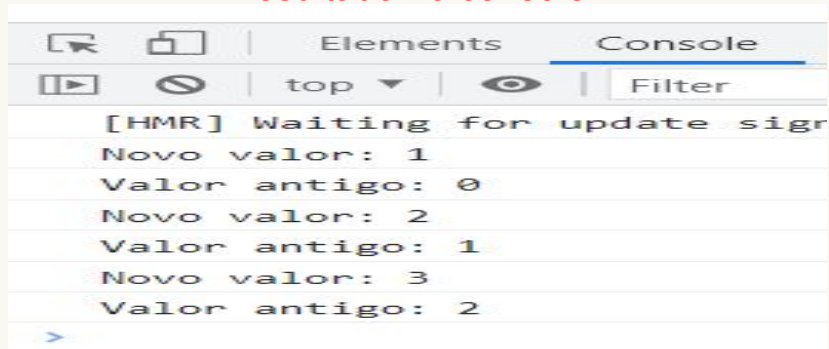 Elements Console
top Filter
[HMR] Waiting for update sigr
Novo valor: 1
Valor antigo: 0
Novo valor: 2
Valor antigo: 1
Novo valor: 3
Valor antigo: 2
>